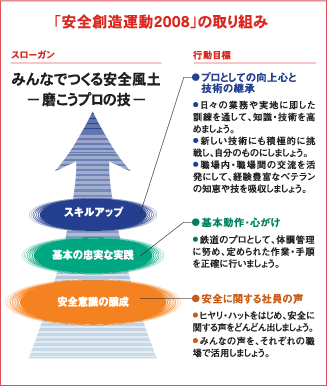 「安全創造運動2008」の取り組み
スローガン
みんなでつくる安全風土
－磨こうプロの技－
スキルアップ
基本の忠実な実践
安全意識の醸成
行動目標
●プロとしての向上心と
技術の継承
●日々の業務や実地に即した
訓練を通して、知識・技術を高
めましょう。
●新しい技術にも積極的に挑
戦し、自分のものにしましょう。
●職場内・職場間の交流を活
発にして、経験豊富なベテラン
の知恵や技を吸収しましょう。
●基本動作・心がけ
●鉄道のプロとして、体調管理
に努め、定められた作業・手順
を正確に行いましょう。
●安全に関する社員の声
●ヒヤリ・ハットをはじめ、安全に
関する声をどんどん出しましょう。
●みんなの声を、それぞれの職
場で活用しましょう。